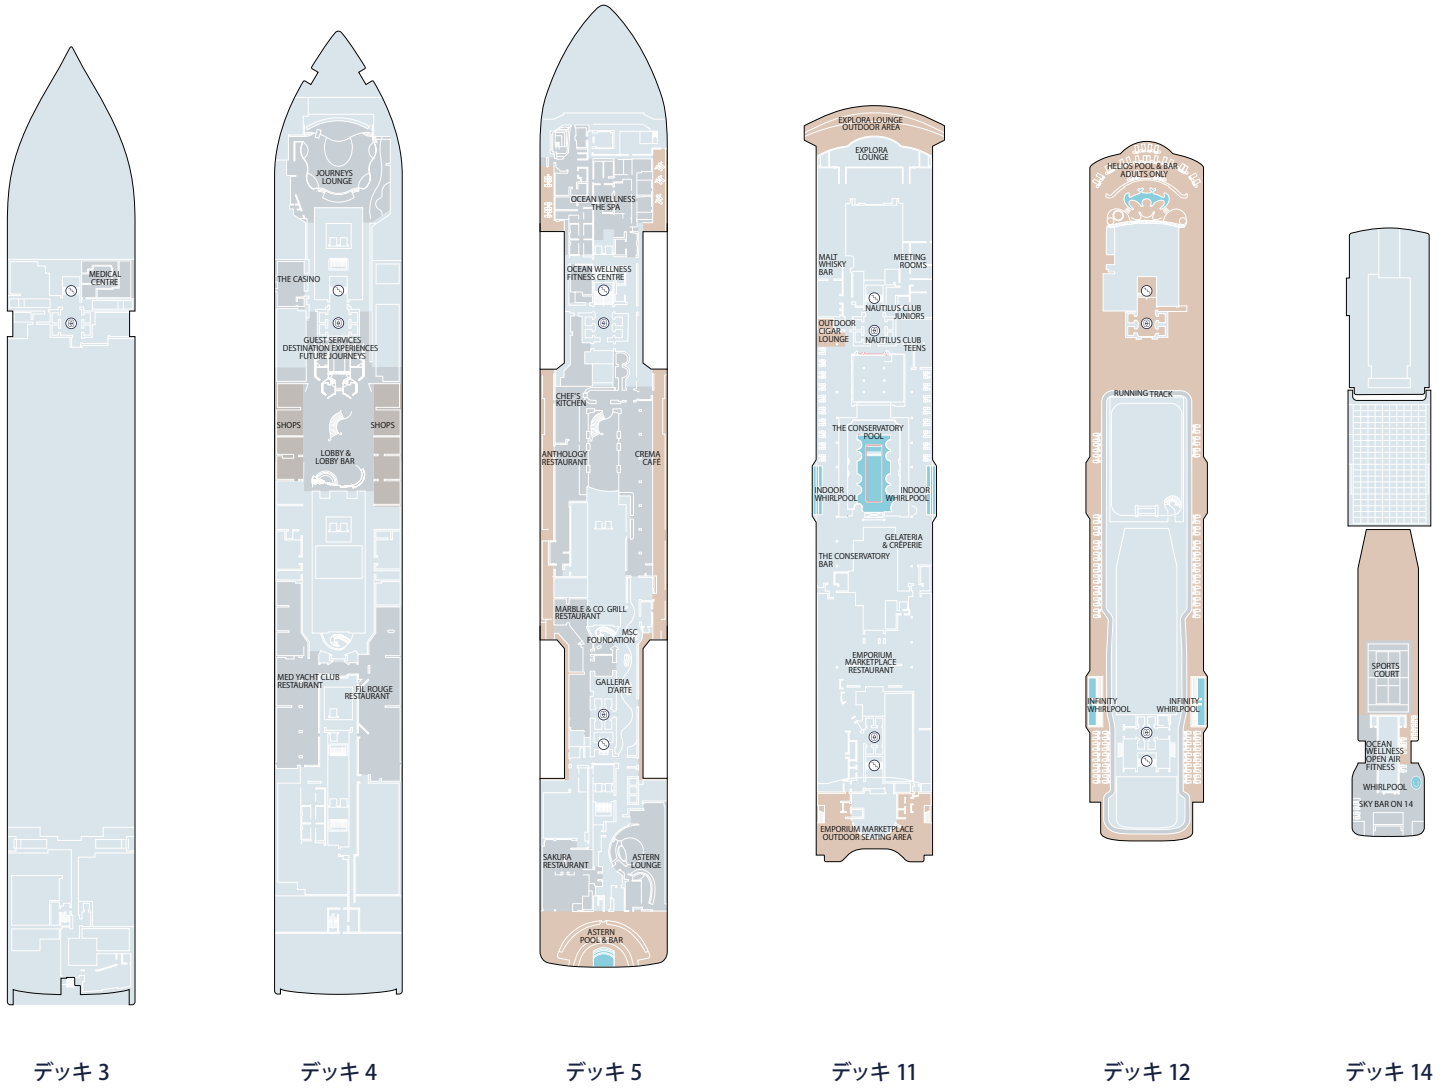 MEDICAL
CENTRE
デッキ 3
JOURNEYS
LOUNGE
THE CASINO
GUEST SERVICES
DESTINATION EXPERIENCES
FUTURE JOURNEYS
SHOPS
SHOPS
LOBBY &
LOBBY BAR
MED YACHT CLUB
RESTAURANT
FIL ROUGE
RESTAURANT
デッキ 4
OCEAN WELLNESS
THE SPA
OCEAN WELLNESS
FITNESS CENTRE
CHEF'S
KITCHEN
ANTHOLOGY
RESTAURANT
CREMA
CAFÉ
MARBLE & CO. GRILL
RESTAURANT
MSC
FOUNDATION
GALLERIA
D'ARTE
SAKURA
RESTAURANT
ASTERN
LOUNGE
ASTERN
POOL & BAR
デッキ 5
EXPLORA LOUNGE
OUTDOOR AREA
EXPLORA
LOUNGE
MALT
WHISKY
BAR
MEETING
ROOMS
NAUTILUS CLUB
JUNIORS
OUTDOOR
CIGAR
LOUNGE
NAUTILUS CLUB
TEENS
THE CONSERVATORY
POOL
INDOOR
WHIRLPOOL
INDOOR
WHIRLPOOL
GELATERIA
& CRÊPERIE
THE CONSERVATORY
BAR
EMPORIUM
MARKETPLACE
RESTAURANT
EMPORIUM MARKETPLACE
OUTDOOR SEATING AREA
デッキ 11
HELIOS POOL & BAR
ADULTS ONLY
RUNNING TRACK
INFINITY
WHIRLPOOL
INFINITY
WHIRLPOOL
デッキ 12
SPORTS
COURT
OCEAN
WELLNESS
OPEN AIR
FITNESS
WHIRLPOOL
SKY BAR ON 14
デッキ 14